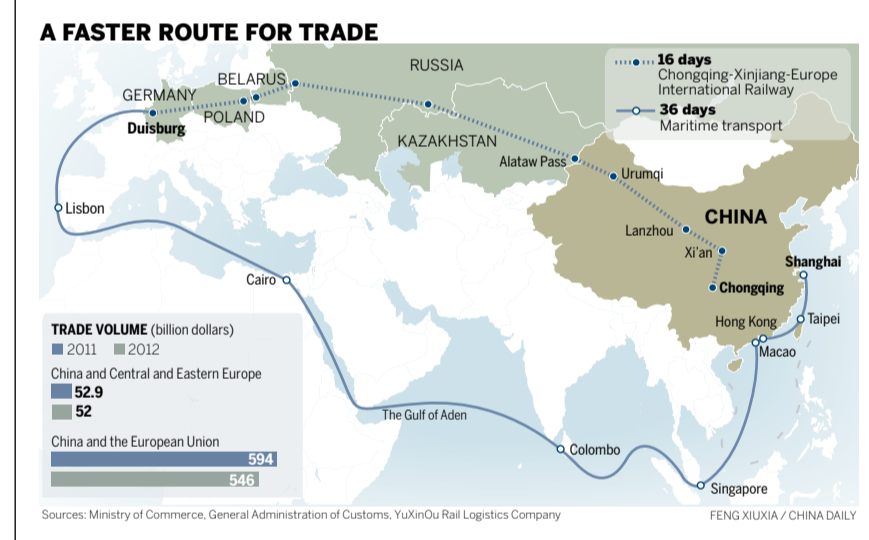 A FASTER ROUTE FOR TRADE
16 days
Chongqing-Xinjiang-Europe
International Railway
36 days
Maritime transport
RUSSIA
BELARUS
GERMANY
POLAND
Duisburg
KAZAKHSTAN
Alataw Pass
Urumqi
Lisbon
CHINA
Lanzhou
Xi'an
Shanghai
Cairo
Chongqing
Hong Kong
Taipei
Macao
TRADE VOLUME (billion dollars)
2011 2012
China and Central and Eastern Europe
52.9
52
China and the European Union
594
546
The Gulf of Aden
Colombo
Singapore
Sources: Ministry of Commerce, General Administration of Customs, YuXinOu Rail Logistics Company
FENG XIUXIA / CHINA DAILY